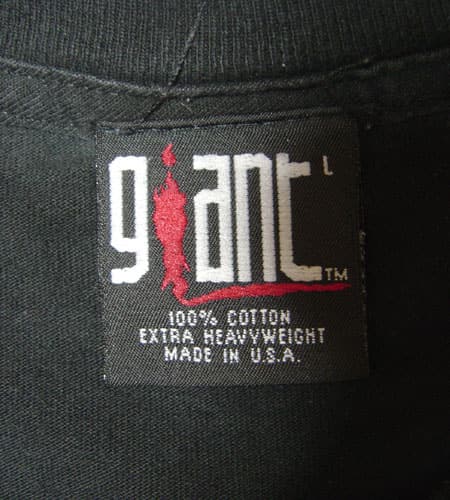 giant L
TM
100% COTTON
EXTRA HEAVYWEIGHT
MADE IN U.S.A.